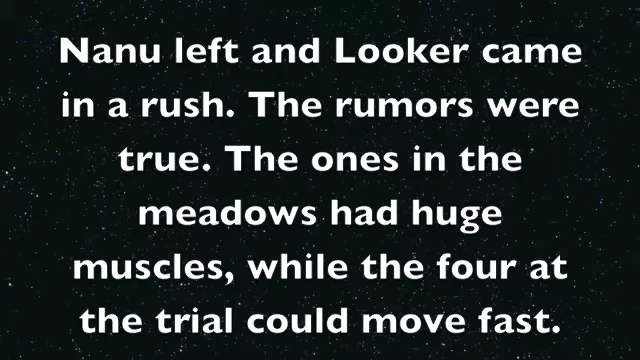 Nanu left and Looker came
in a rush. The rumors were
true. The ones in the
meadows had huge
muscles, while the four at
the trial could move fast.